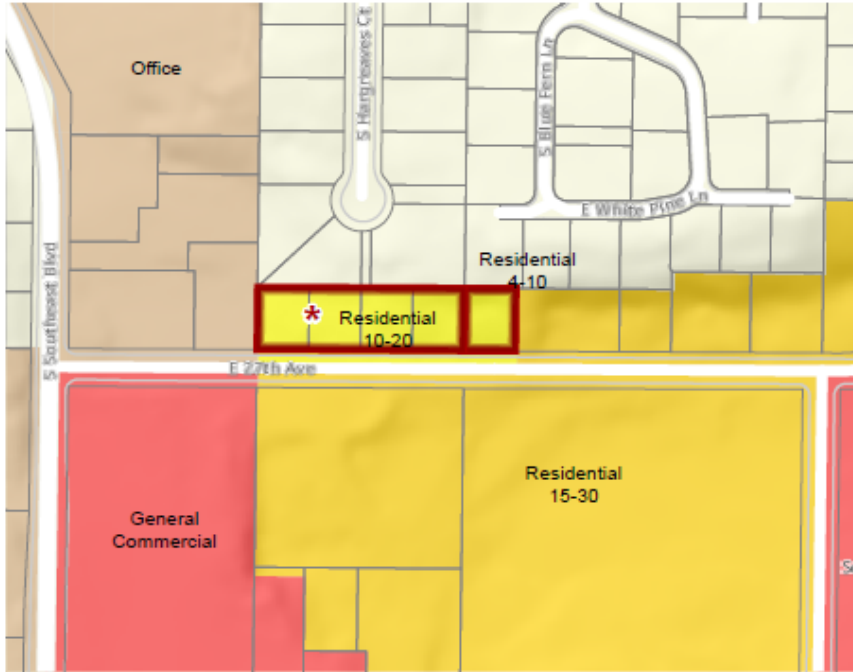 Office
S Hargreaves Ct
S Blue Fern Ln
E White Pine Ln
S Southeast Blvd
Residential
4-10
*
Residential
10-20
E 27th Ave
Residential
15-30
General
Commercial